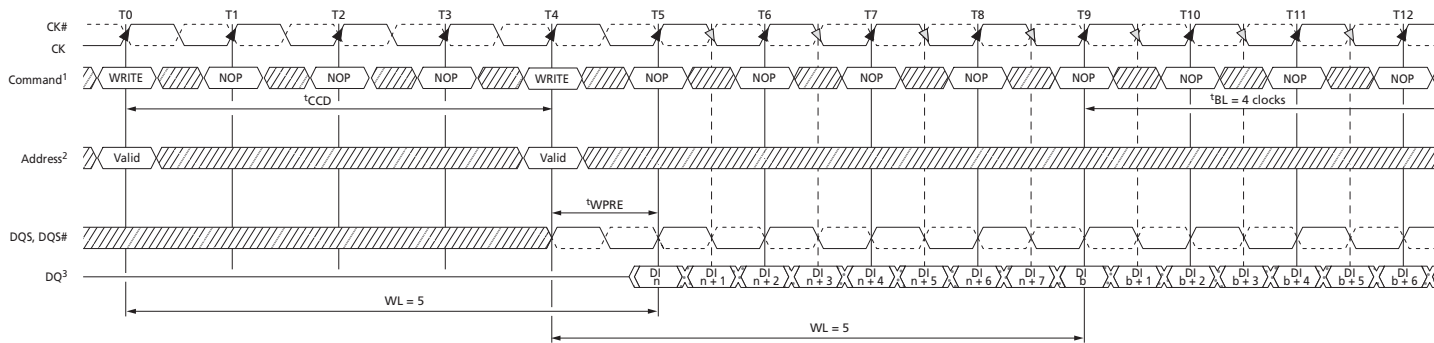 T0 T1 T2 T3 T4 T5 T6 T7 T8 T9 T10 T11 T12
CK#
CK
Command1 WRITE NOP NOP NOP WRITE NOP NOP NOP NOP NOP NOP NOP NOP
tCCD tBL = 4 clocks
Address2 Valid Valid
tWPRE
DQS, DQS#
DQ3 DI n DI n + 1 DI n + 2 DI n + 3 DI n + 4 DI n + 5 DI n + 6 DI n + 7 DI b DI b + 1 DI b + 2 DI b + 3 DI b + 4 DI b + 5 DI b + 6
WL = 5
WL = 5